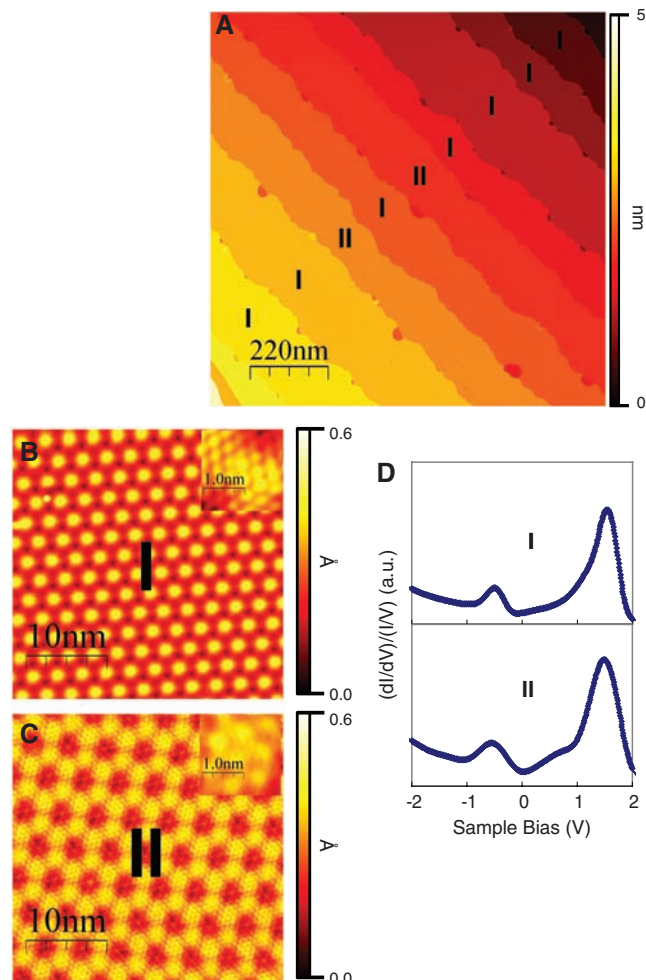 A
5
I
I
I
I
II
I
II
I
I
220nm
nm
0
B
1.0nm
I
10nm
0.6
Å
0.0
C
1.0nm
II
10nm
0.6
Å
0.0
D
I
II
(dI/dV)/(I/V) (a.u.)
-2 -1 0 1 2
Sample Bias (V)